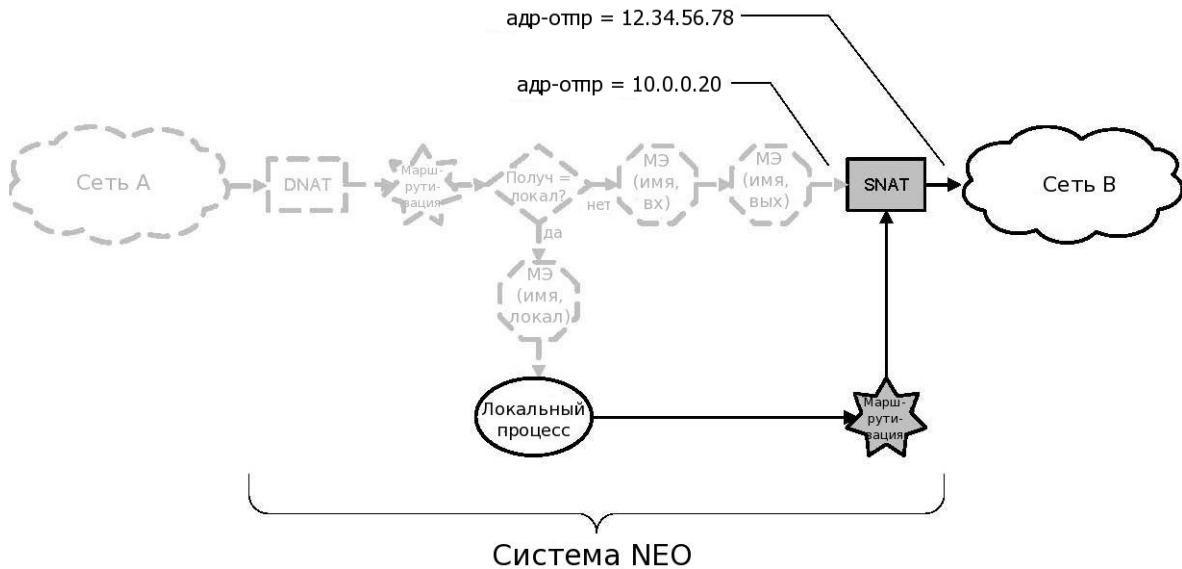 адр-отпр = 12.34.56.78
адр-отпр = 10.0.0.20
Сеть А
DNAT
Марш-
рути-
зация
Получ =
локал?
нет
да
МЭ
(имя,
вх)
МЭ
(имя,
вых)
SNAT
Сеть В
МЭ
(имя,
локал)
Локальный
процесс
Марш-
рути-
зация
Система NEO